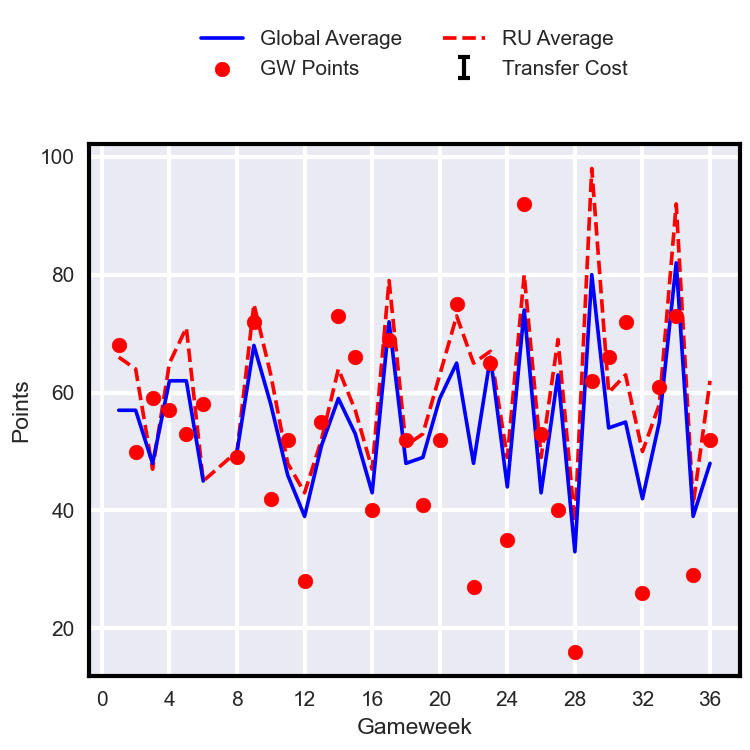 Global Average RU Average
GW Points Transfer Cost
100
80
60
40
20
Points
0 4 8 12 16 20 24 28 32 36
Gameweek